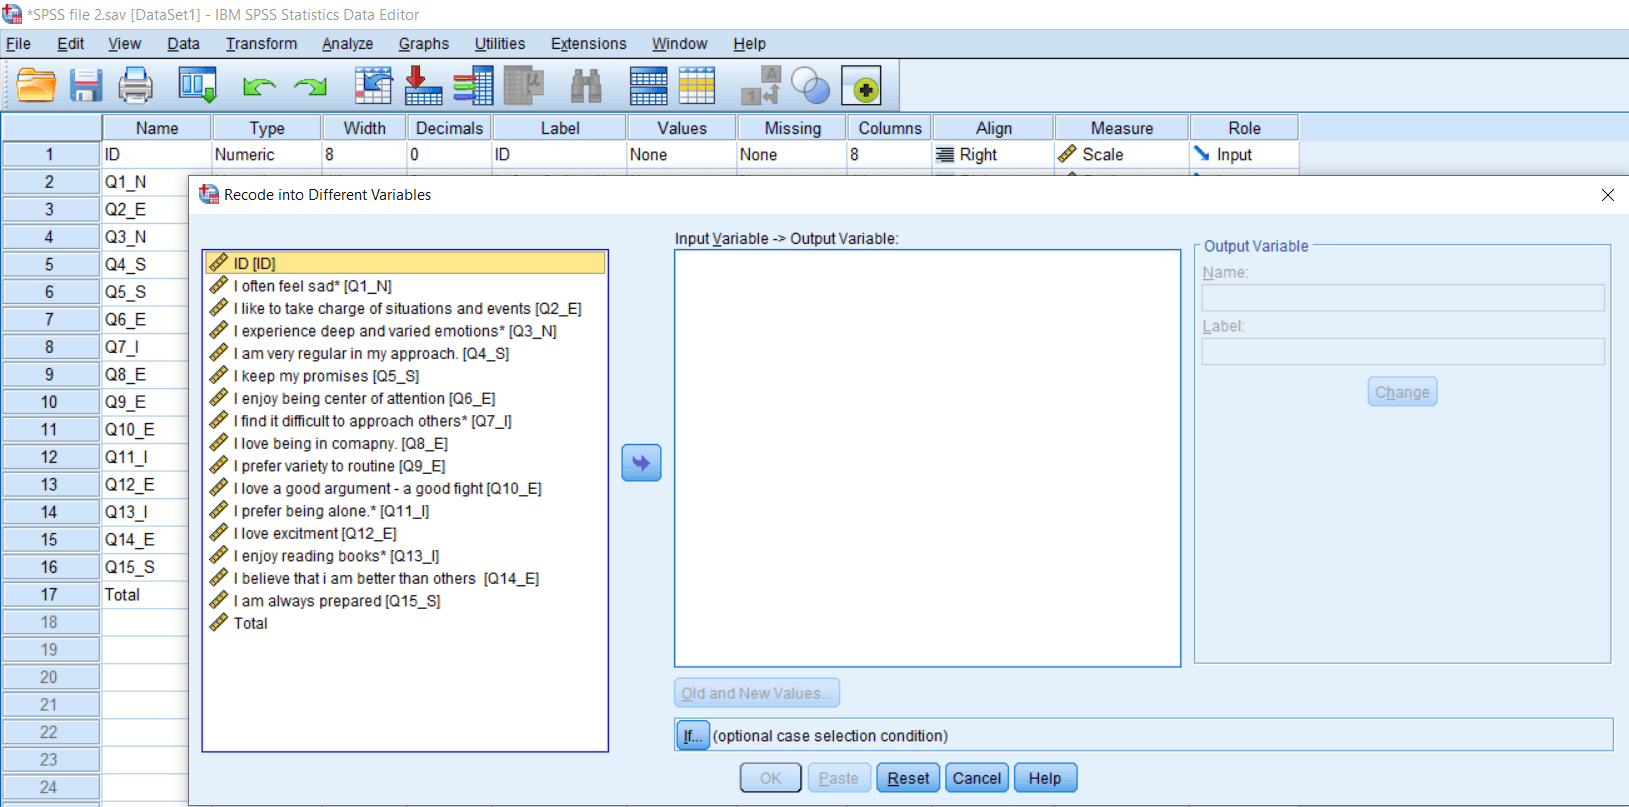 *SPSS file 2.sav [DataSet1] - IBM SPSS Statistics Data Editor
File Edit View Data Transform Analyze Graphs Utilities Extensions Window Help
Name Type Width Decimals Label Values Missing Columns Align Measure Role
1 ID Numeric 8 0 ID None None 8 Right Scale Input
2 Q1_N
3 Q2_E
4 Q3_N
5 Q4_S
6 Q5_S
7 Q6_E
8 Q7_I
9 Q8_E
10 Q9_E
11 Q10_E
12 Q11_I
13 Q12_E
14 Q13_I
15 Q14_E
16 Q15_S
17 Total
18
19
20
21
22
23
24
Recode into Different Variables
ID [ID]
I often feel sad* [Q1_N]
I like to take charge of situations and events [Q2_E]
I experience deep and varied emotions* [Q3_N]
I am very regular in my approach. [Q4_S]
I keep my promises [Q5_S]
I enjoy being center of attention [Q6_E]
I find it difficult to approach others* [Q7_I]
I love being in comapny. [Q8_E]
I prefer variety to routine [Q9_E]
I love a good argument - a good fight [Q10_E]
I prefer being alone.* [Q11_I]
I love excitment [Q12_E]
I enjoy reading books* [Q13_I]
I believe that i am better than others [Q14_E]
I am always prepared [Q15_S]
Total
Input Variable -> Output Variable:
Output Variable
Name:
Label:
Change
Old and New Values...
If... (optional case selection condition)
OK Paste Reset Cancel Help